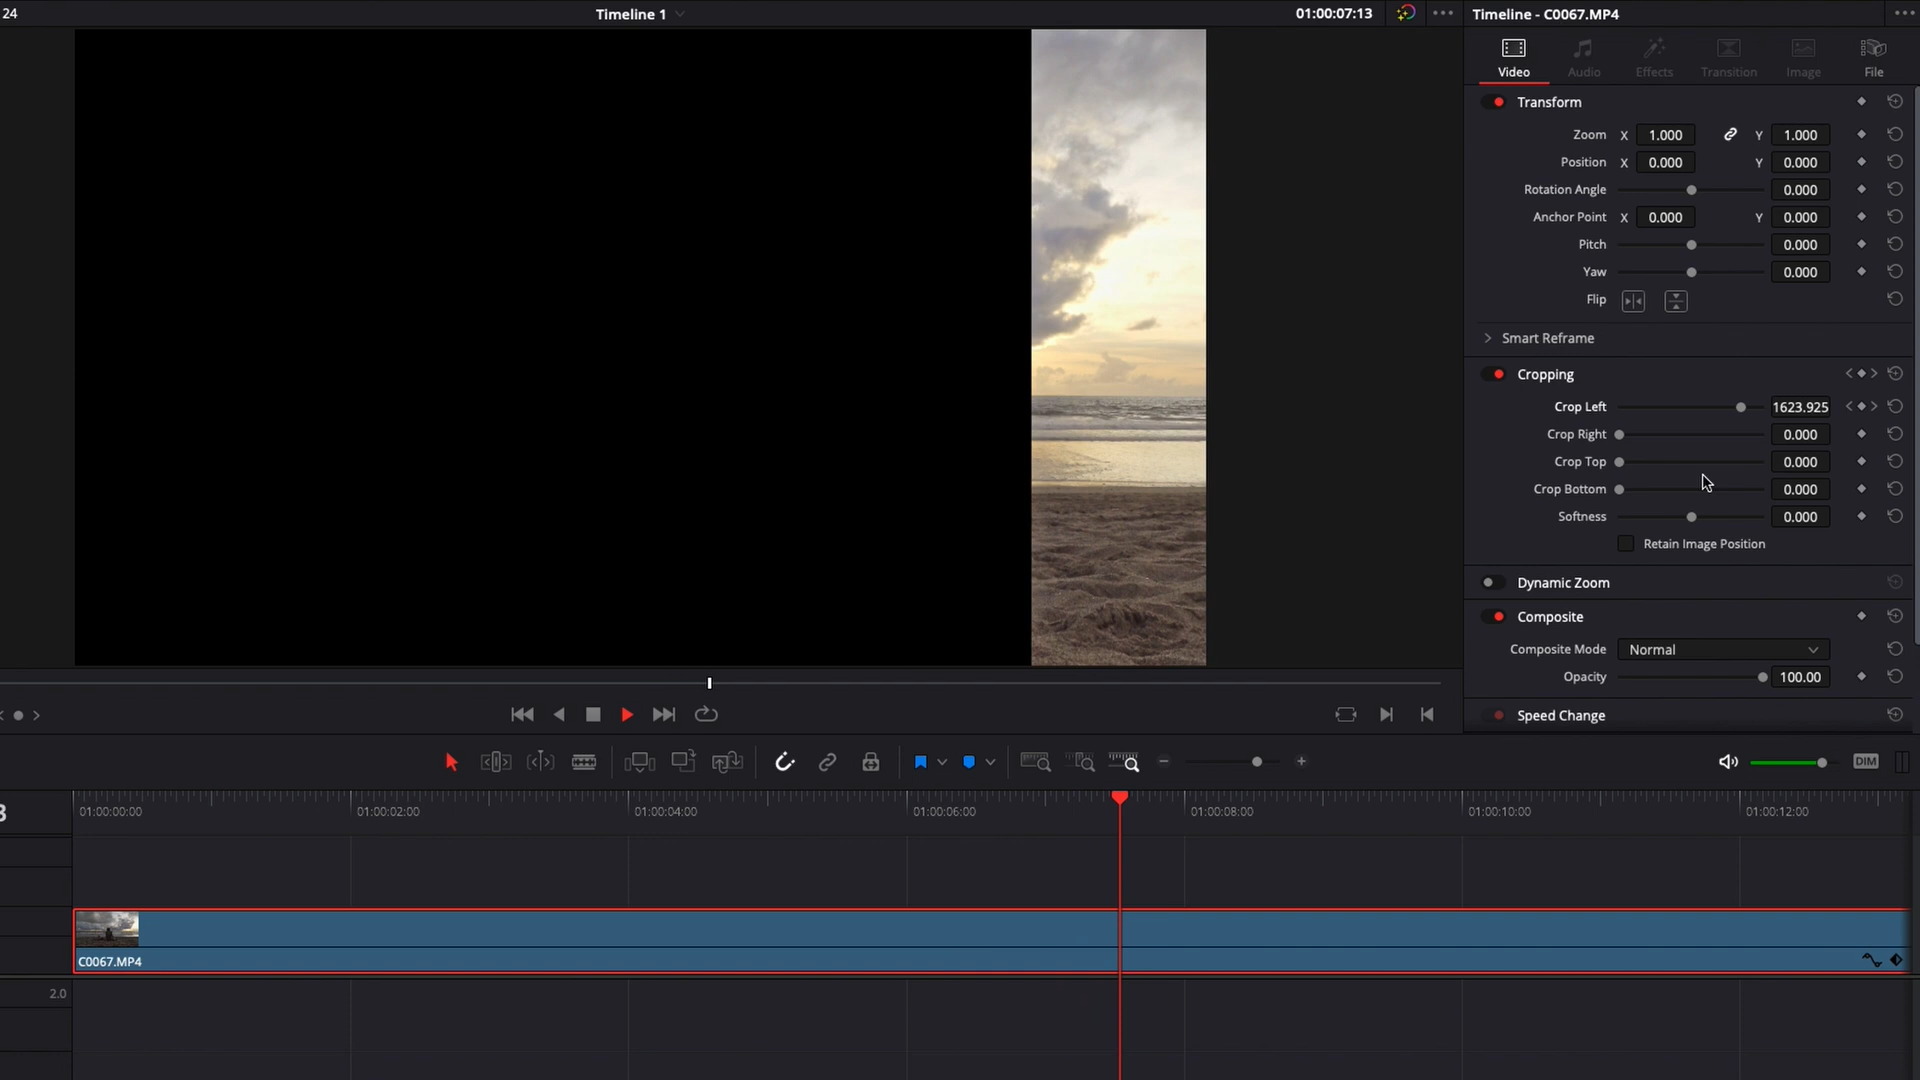 24
Timeline 1
01:00:07:13
Timeline - C0067.MP4
Video
Audio
Effects
Transition
Image
File
Transform
Zoom X 1.000 Y 1.000
Position X 0.000 Y 0.000
Rotation Angle 0.000
Anchor Point X 0.000 Y 0.000
Pitch 0.000
Yaw 0.000
Flip
Smart Reframe
Cropping
Crop Left 1623.925
Crop Right 0.000
Crop Top 0.000
Crop Bottom 0.000
Softness 0.000
Retain Image Position
Dynamic Zoom
Composite
Composite Mode Normal
Opacity 100.00
Speed Change
DIM
01:00:00:00 01:00:02:00 01:00:04:00 01:00:06:00 01:00:08:00 01:00:10:00 01:00:12:00
C0067.MP4
2.0